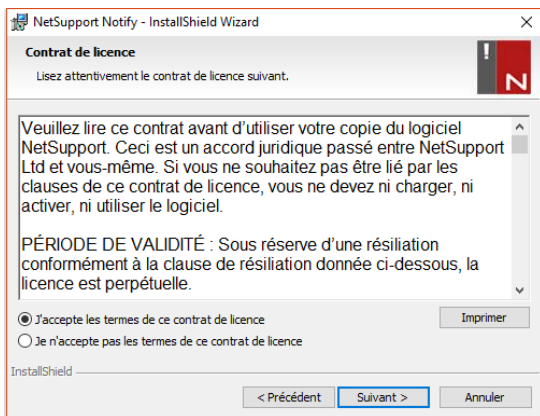 NetSupport Notify - InstallShield Wizard
Contrat de licence
Lisez attentivement le contrat de licence suivant.
! N
Veuillez lire ce contrat avant d'utiliser votre copie du logiciel
NetSupport. Ceci est un accord juridique passé entre NetSupport
Ltd et vous-même. Si vous ne souhaitez pas être lié par les
clauses de ce contrat de licence, vous ne devez ni charger, ni
activer, ni utiliser le logiciel.
PÉRIODE DE VALIDITÉ : Sous réserve d'une résiliation
conformément à la clause de résiliation donnée ci-dessous, la
licence est perpétuelle.
J'accepte les termes de ce contrat de licence
Imprimer
Je n'accepte pas les termes de ce contrat de licence
InstallShield
< Précédent Suivant > Annuler